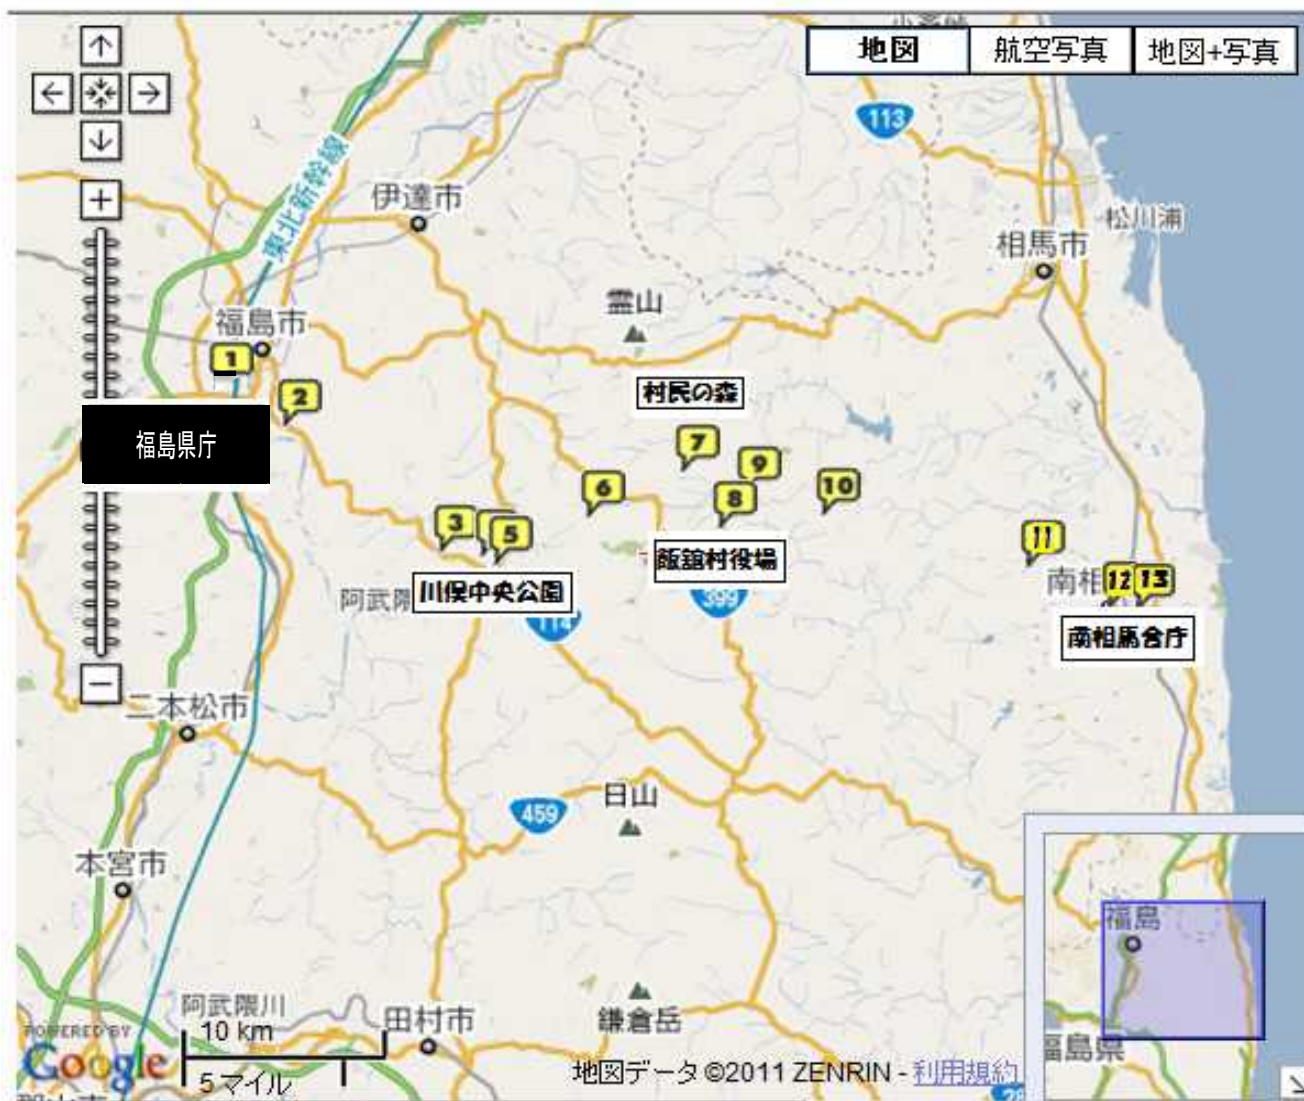 地図
航空写真
地図+写真
113
東北新幹線
伊達市
松川浦
相馬市
霊山
福島市
1
村民の森
2
福島県庁
7
9
6
10
8
3
5
11
飯舘村役場
南相
12
13
川俣中央公園
阿武隈
399
114
南相馬合庁
二本松市
日山
459
本宮市
福島
阿武隈川
10 km
田村市
鎌倉岳
福島県
POWERED BY
Google
5 マイル
地図データ ©2011 ZENRIN - 利用規約